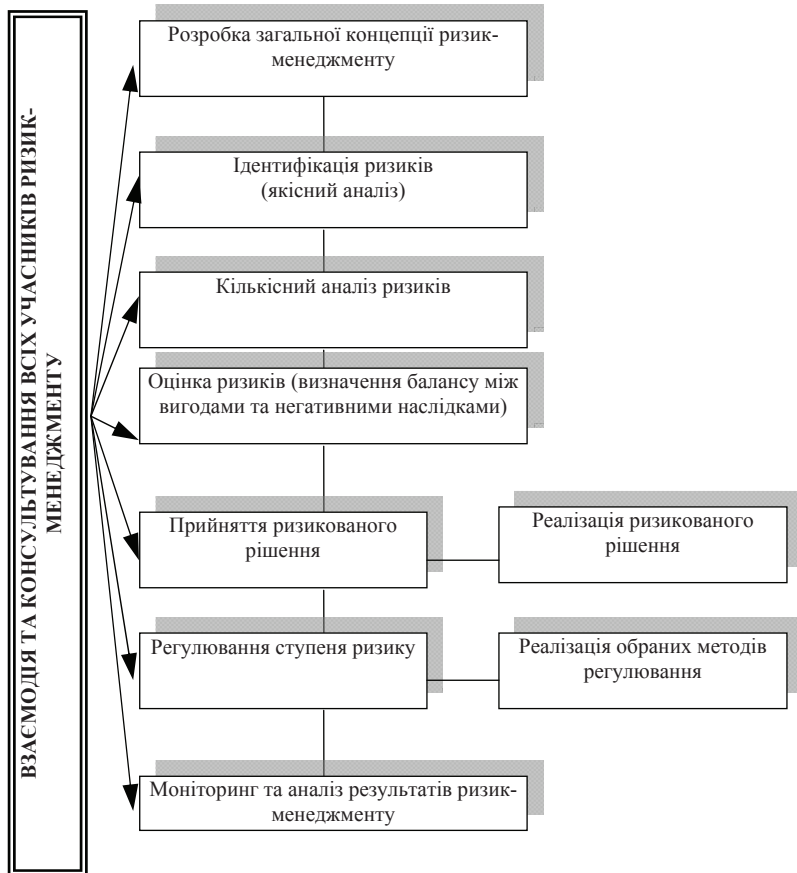 ВЗАЄМОДІЯ ТА КОНСУЛЬТУВАННЯ ВСІХ УЧАСНИКІВ РИЗИК-
МЕНЕДЖМЕНТУ
Розробка загальної концепції ризик-
менеджменту
Ідентифікація ризиків
(якісний аналіз)
Кількісний аналіз ризиків
Оцінка ризиків (визначення балансу між
вигодами та негативними наслідками)
Прийняття ризикованого
рішення
Реалізація ризикованого
рішення
Регулювання ступеня ризику
Реалізація обраних методів
регулювання
Моніторинг та аналіз результатів ризик-
менеджменту